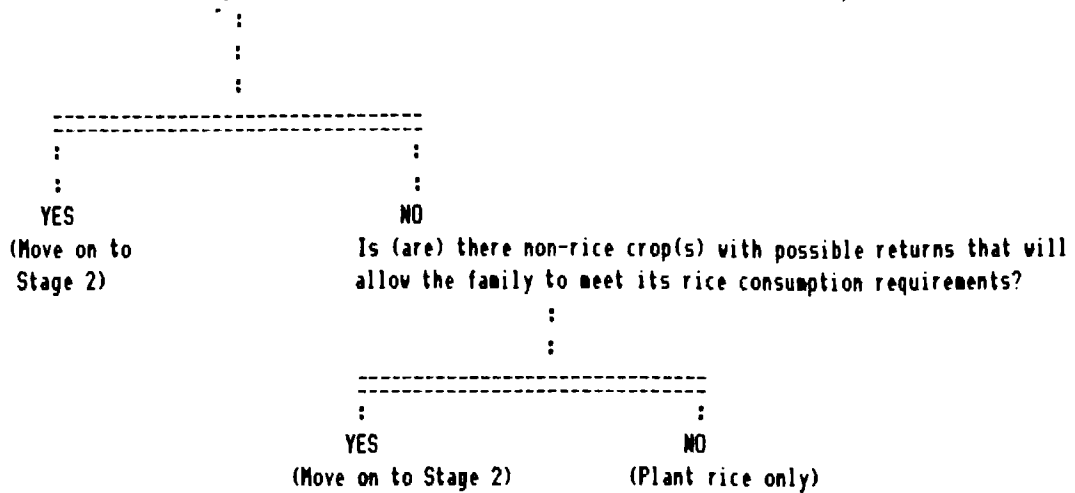 YES NO
(Move on to Is (are) there non-rice crop(s) with possible returns that will
Stage 2) allow the family to meet its rice consumption requirements?
YES NO
(Move on to Stage 2) (Plant rice only)